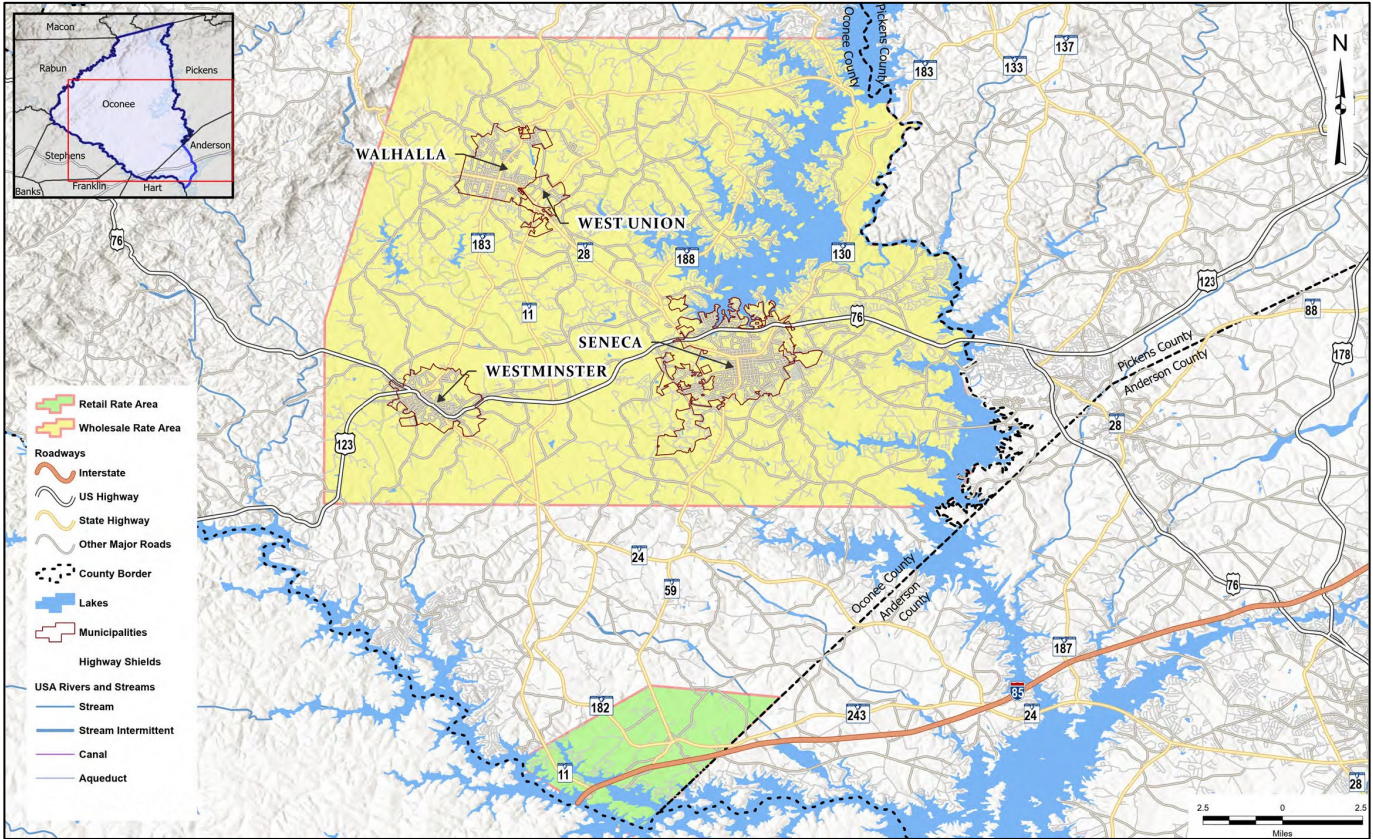 Macon
Rabun
Pickens
Oconee
Stephens
Anderson
Banks
Franklin
Hart
Oconee County
Pickens County
183
133
137
N
WALHALLA
WEST UNION
76
183
28
188
130
123
11
76
88
SENECA
Pickens County
Anderson County
178
WESTMINSTER
28
123
Retail Rate Area
Wholesale Rate Area
Roadways
Interstate
US Highway
State Highway
Other Major Roads
County Border
Lakes
Municipalities
Highway Shields
USA Rivers and Streams
Stream
Stream Intermittent
Canal
Aqueduct
24
59
Oconee County
Anderson
County
76
187
85
182
243
24
11
28
2.5
0
2.5
Miles